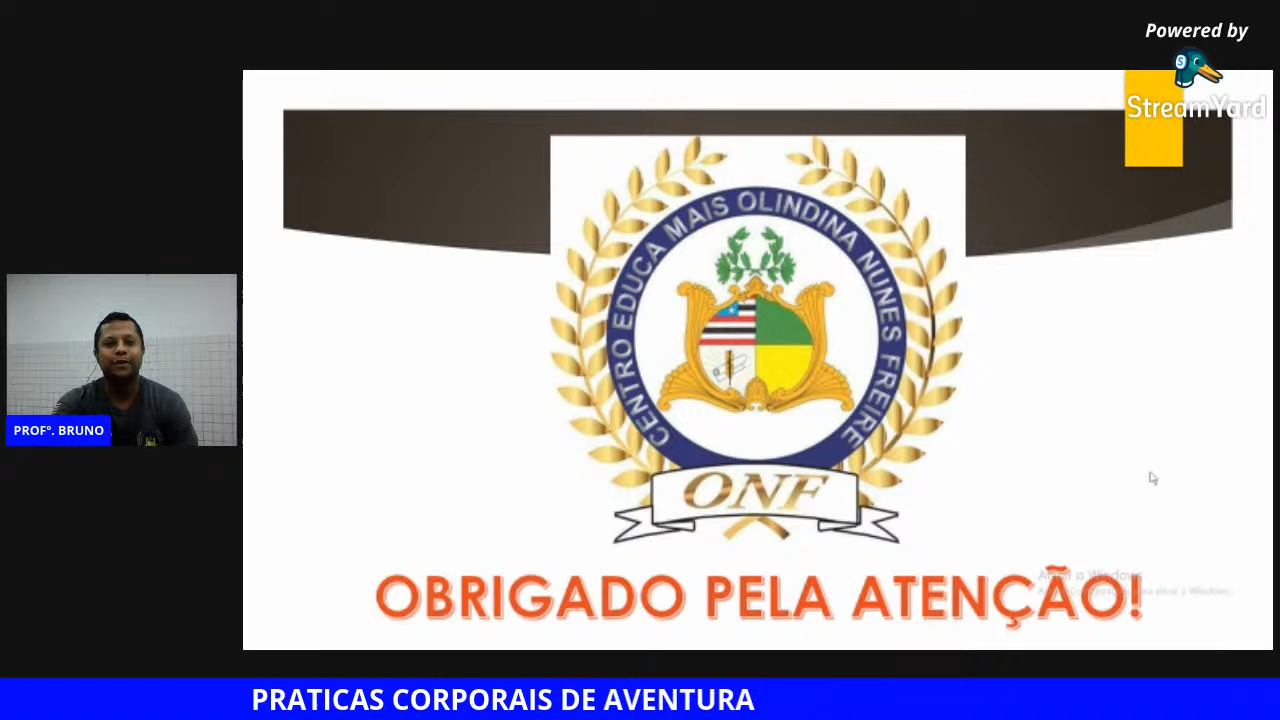 Powered by
StreamYard
CENTRO EDUCA MAIS OLINDINA NUNES FREIRE
ONF
PROFº. BRUNO
OBRIGADO PELA ATENÇÃO!
PRATICAS CORPORAIS DE AVENTURA